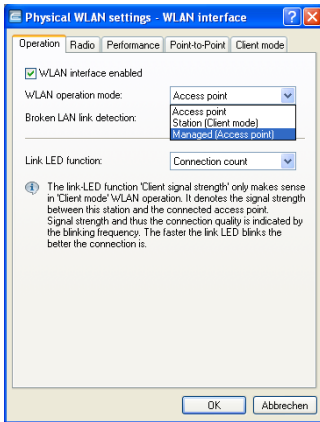 Physical WLAN settings - WLAN interface
Operation Radio Performance Point-to-Point Client mode
WLAN interface enabled
WLAN operation mode: Access point
Access point
Station (Client mode)
Broken LAN link detection:
Managed (Access point)
Link LED function: Connection count
The link-LED function 'Client signal strength' only makes sense
in 'Client mode' WLAN operation. It denotes the signal strength
between this station and the connected access point.
Signal strength and thus the connection quality is indicated by
the blinking frequency. The faster the link LED blinks the
better the connection is.
OK Abbrechen